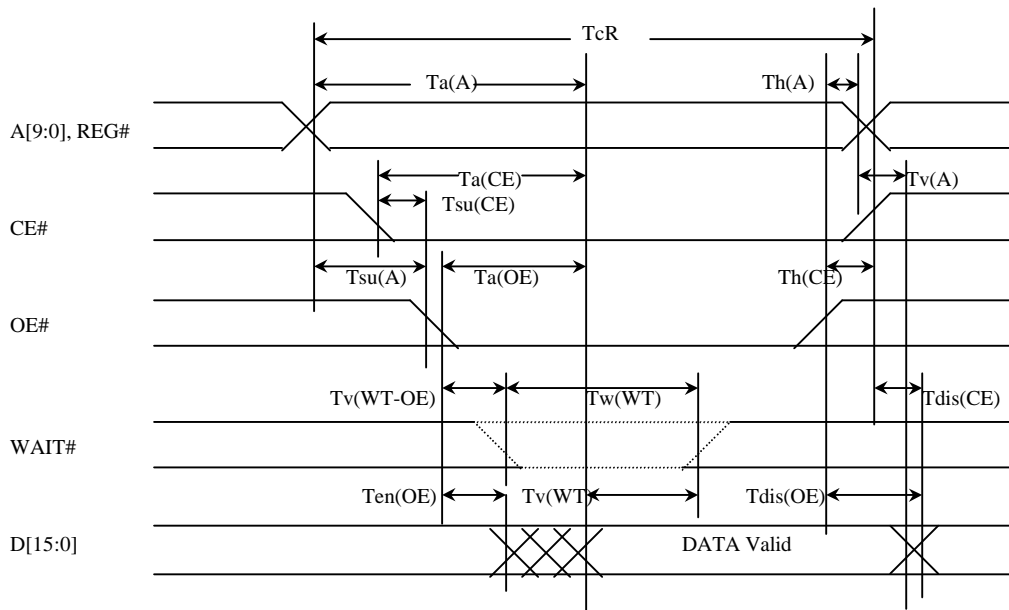 TcR
Ta(A)
Th(A)
A[9:0], REG#
Ta(CE)
Tv(A)
Tsu(CE)
CE#
Tsu(A)
Ta(OE)
Th(CE)
OE#
Tv(WT-OE)
Tw(WT)
Tdis(CE)
WAIT#
Ten(OE)
Tv(WT)
Tdis(OE)
D[15:0]
DATA Valid